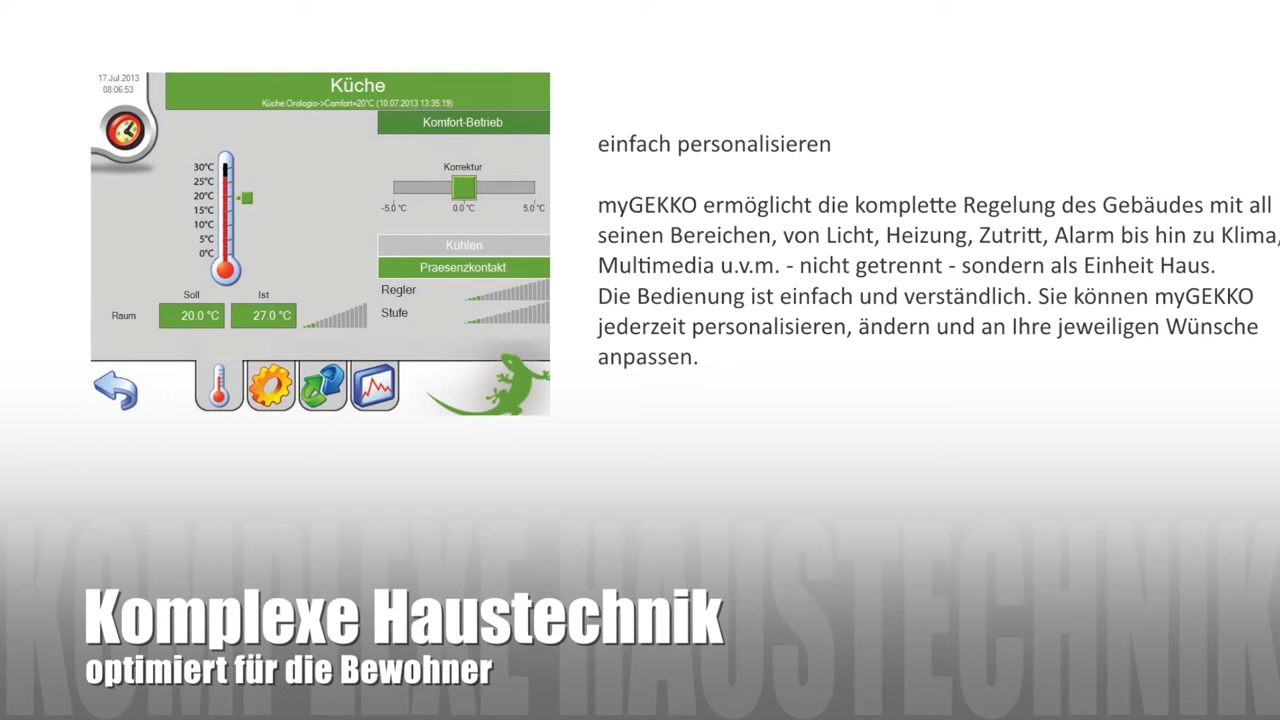 17.Jul.2013
08:06:53
Küche
Küche:Orologio->Comfort=20°C (10.07.2013 13:35:19)
Komfort-Betrieb
Korrektur
-5.0 °C 0.0 °C 5.0 °C
30°C
25°C
20°C
15°C
10°C
5°C
0°C
Kühlen
Praesenzkontakt
Regler
Stufe
Soll Ist
Raum 20.0 °C 27.0 °C
einfach personalisieren
myGEKKO ermöglicht die komplette Regelung des Gebäudes mit all
seinen Bereichen, von Licht, Heizung, Zutritt, Alarm bis hin zu Klima,
Multimedia u.v.m. - nicht getrennt - sondern als Einheit Haus.
Die Bedienung ist einfach und verständlich. Sie können myGEKKO
jederzeit personalisieren, ändern und an Ihre jeweiligen Wünsche
anpassen.
KOMPLEXE HAUSTECHNIK
Komplexe Haustechnik
optimiert für die Bewohner